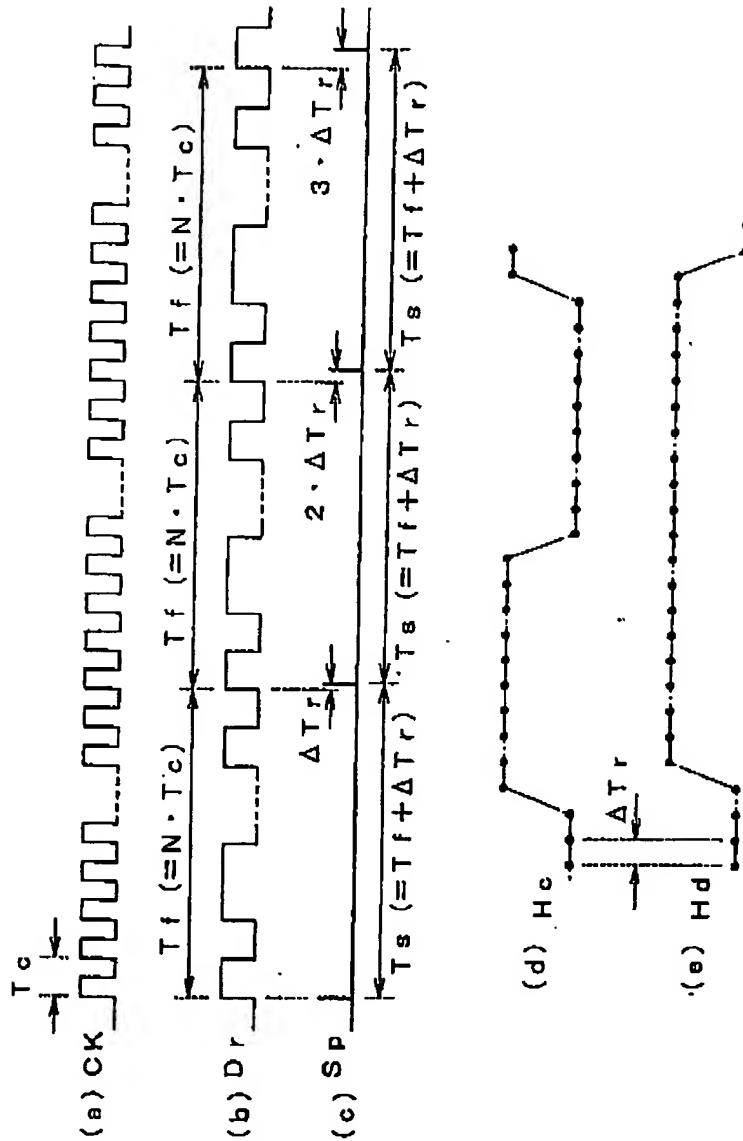 Tc
(a) CK
Tf (=N·Tc)
Tf (=N·Tc)
Tf (=N·Tc)
(b) Dr
ΔTr
2·ΔTr
3·ΔTr
(c) Sp
Ts (=Tf+ΔTr)
Ts (=Tf+ΔTr)
Ts (=Tf+ΔTr)
(d) Hc
ΔTr
(e) Hd